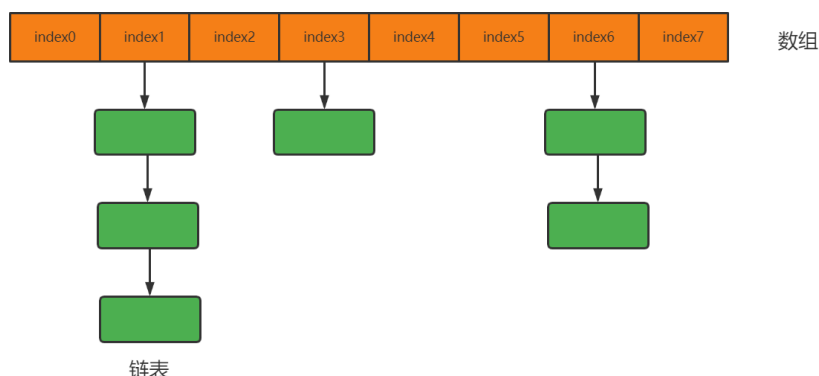 index0 index1 index2 index3 index4 index5 index6 index7 数组
链表